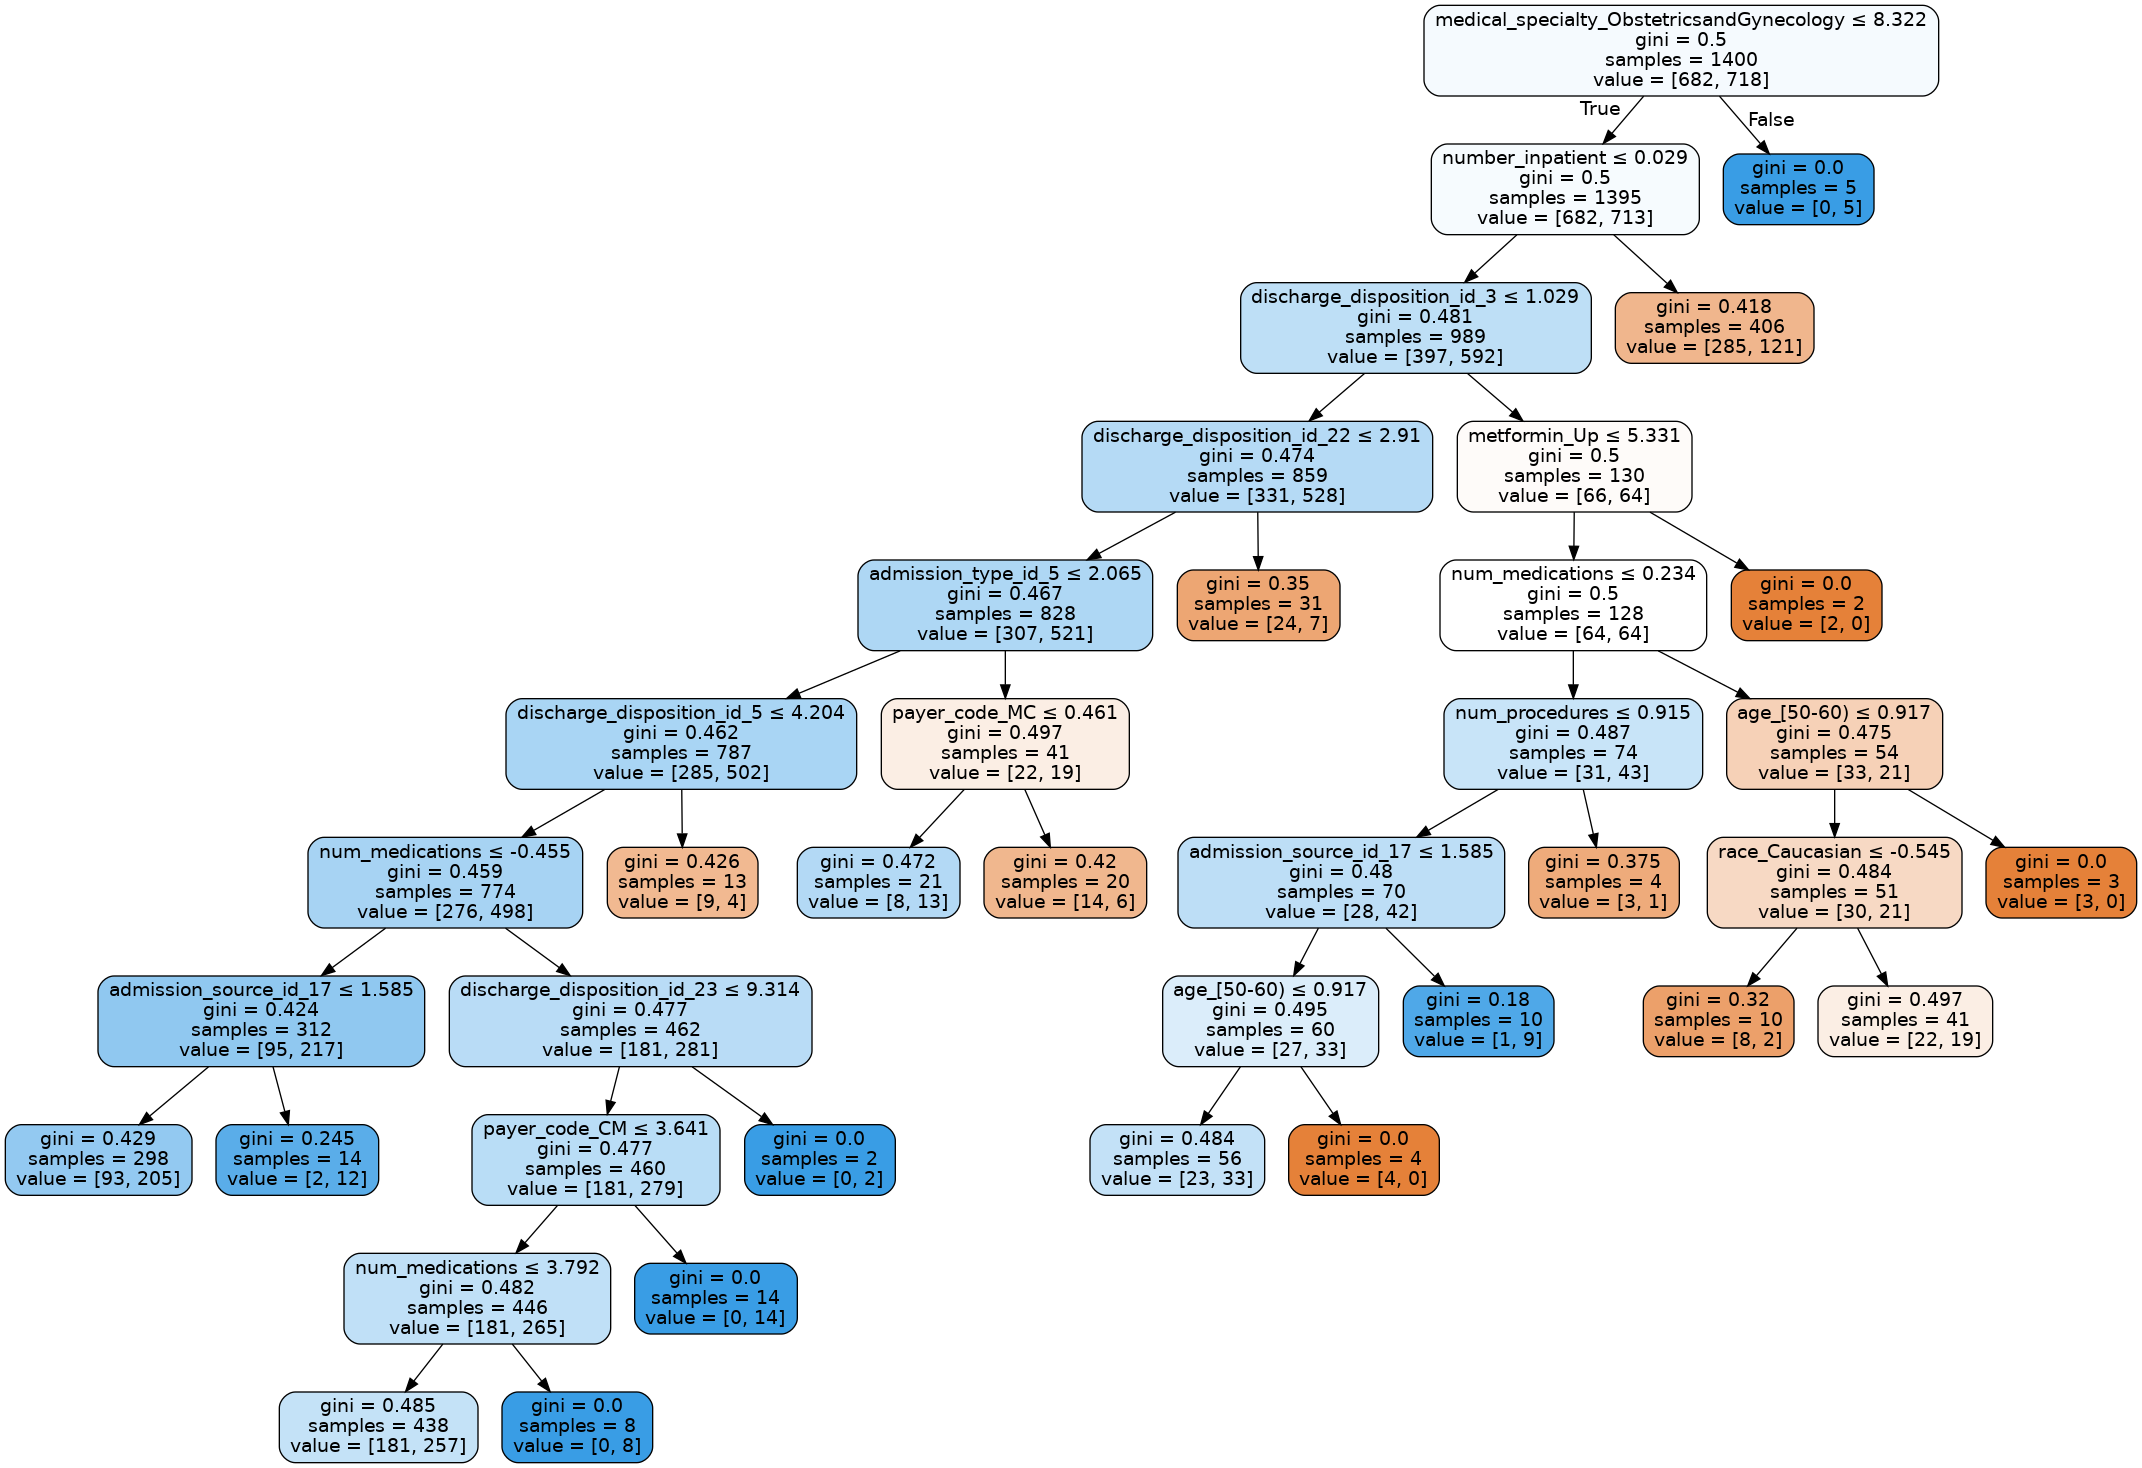 medical_specialty_ObstetricsandGynecology ≤ 8.322
gini = 0.5
samples = 1400
value = [682, 718]
True
False
number_inpatient ≤ 0.029
gini = 0.5
samples = 1395
value = [682, 713]
gini = 0.0
samples = 5
value = [0, 5]
discharge_disposition_id_3 ≤ 1.029
gini = 0.481
samples = 989
value = [397, 592]
gini = 0.418
samples = 406
value = [285, 121]
discharge_disposition_id_22 ≤ 2.91
gini = 0.474
samples = 859
value = [331, 528]
metformin_Up ≤ 5.331
gini = 0.5
samples = 130
value = [66, 64]
admission_type_id_5 ≤ 2.065
gini = 0.467
samples = 828
value = [307, 521]
gini = 0.35
samples = 31
value = [24, 7]
num_medications ≤ 0.234
gini = 0.5
samples = 128
value = [64, 64]
gini = 0.0
samples = 2
value = [2, 0]
discharge_disposition_id_5 ≤ 4.204
gini = 0.462
samples = 787
value = [285, 502]
payer_code_MC ≤ 0.461
gini = 0.497
samples = 41
value = [22, 19]
num_procedures ≤ 0.915
gini = 0.487
samples = 74
value = [31, 43]
age_[50-60) ≤ 0.917
gini = 0.475
samples = 54
value = [33, 21]
num_medications ≤ -0.455
gini = 0.459
samples = 774
value = [276, 498]
gini = 0.426
samples = 13
value = [9, 4]
gini = 0.472
samples = 21
value = [8, 13]
gini = 0.42
samples = 20
value = [14, 6]
admission_source_id_17 ≤ 1.585
gini = 0.48
samples = 70
value = [28, 42]
gini = 0.375
samples = 4
value = [3, 1]
race_Caucasian ≤ -0.545
gini = 0.484
samples = 51
value = [30, 21]
gini = 0.0
samples = 3
value = [3, 0]
admission_source_id_17 ≤ 1.585
gini = 0.424
samples = 312
value = [95, 217]
discharge_disposition_id_23 ≤ 9.314
gini = 0.477
samples = 462
value = [181, 281]
age_[50-60) ≤ 0.917
gini = 0.495
samples = 60
value = [27, 33]
gini = 0.18
samples = 10
value = [1, 9]
gini = 0.32
samples = 10
value = [8, 2]
gini = 0.497
samples = 41
value = [22, 19]
gini = 0.429
samples = 298
value = [93, 205]
gini = 0.245
samples = 14
value = [2, 12]
payer_code_CM ≤ 3.641
gini = 0.477
samples = 460
value = [181, 279]
gini = 0.0
samples = 2
value = [0, 2]
gini = 0.484
samples = 56
value = [23, 33]
gini = 0.0
samples = 4
value = [4, 0]
num_medications ≤ 3.792
gini = 0.482
samples = 446
value = [181, 265]
gini = 0.0
samples = 14
value = [0, 14]
gini = 0.485
samples = 438
value = [181, 257]
gini = 0.0
samples = 8
value = [0, 8]